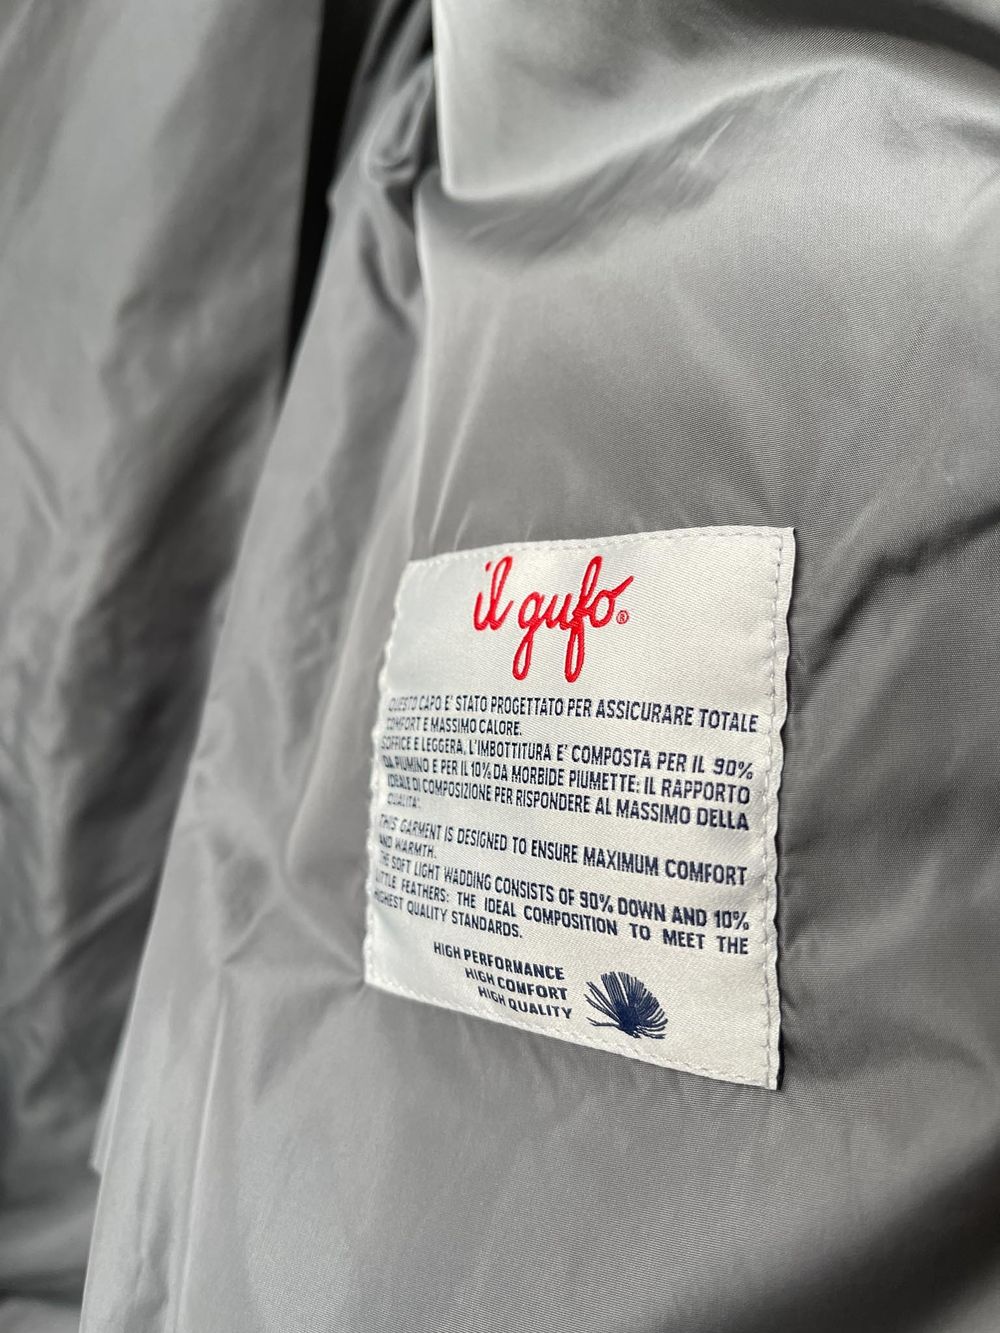 il gufo®
QUESTO CAPO E' STATO PROGETTATO PER ASSICURARE TOTALE
COMFORT E MASSIMO CALORE.
SOFFICE E LEGGERA, L'IMBOTTITURA E' COMPOSTA PER IL 90%
DA PIUMINO E PER IL 10% DA MORBIDE PIUMETTE: IL RAPPORTO
IDEALE DI COMPOSIZIONE PER RISPONDERE AL MASSIMO DELLA
QUALITA'.
THIS GARMENT IS DESIGNED TO ENSURE MAXIMUM COMFORT
AND WARMTH.
THE SOFT LIGHT WADDING CONSISTS OF 90% DOWN AND 10%
LITTLE FEATHERS: THE IDEAL COMPOSITION TO MEET THE
HIGHEST QUALITY STANDARDS.
HIGH PERFORMANCE
HIGH COMFORT
HIGH QUALITY